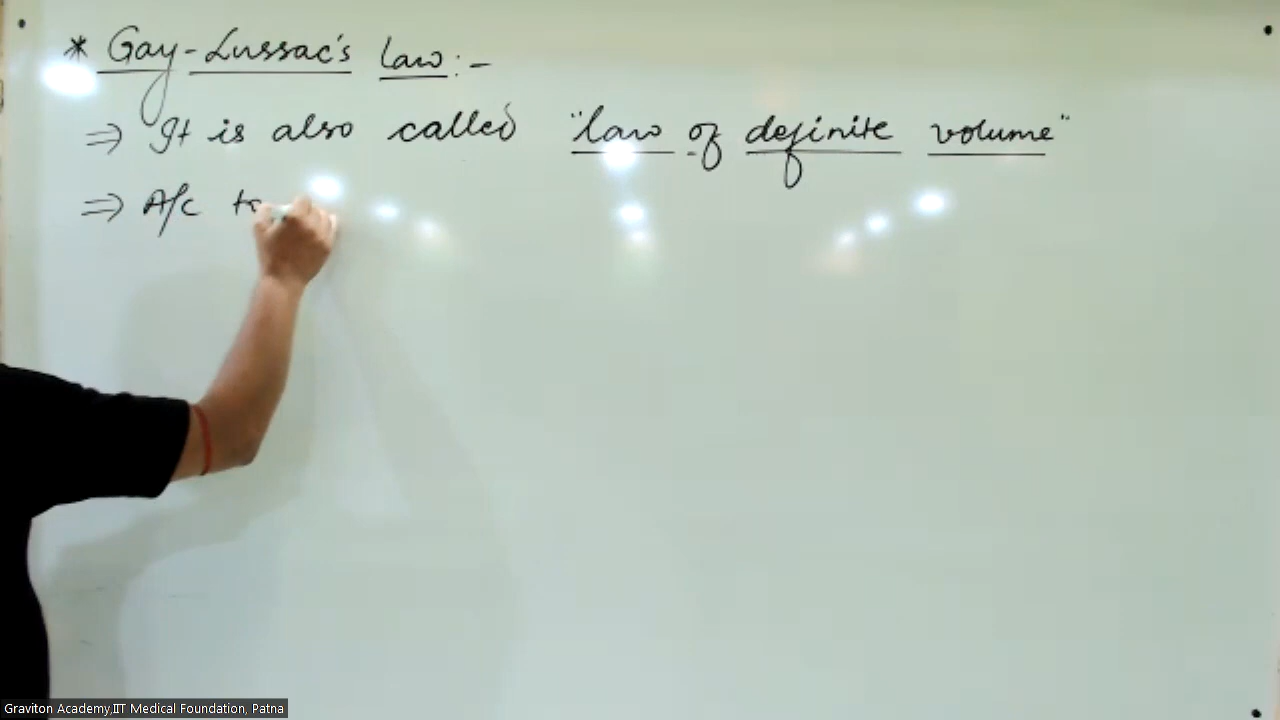 * Gay-Lussac's law:-
⇒ It is also called "law of definite volume"
⇒ A/c to
Graviton Academy,IIT Medical Foundation, Patna